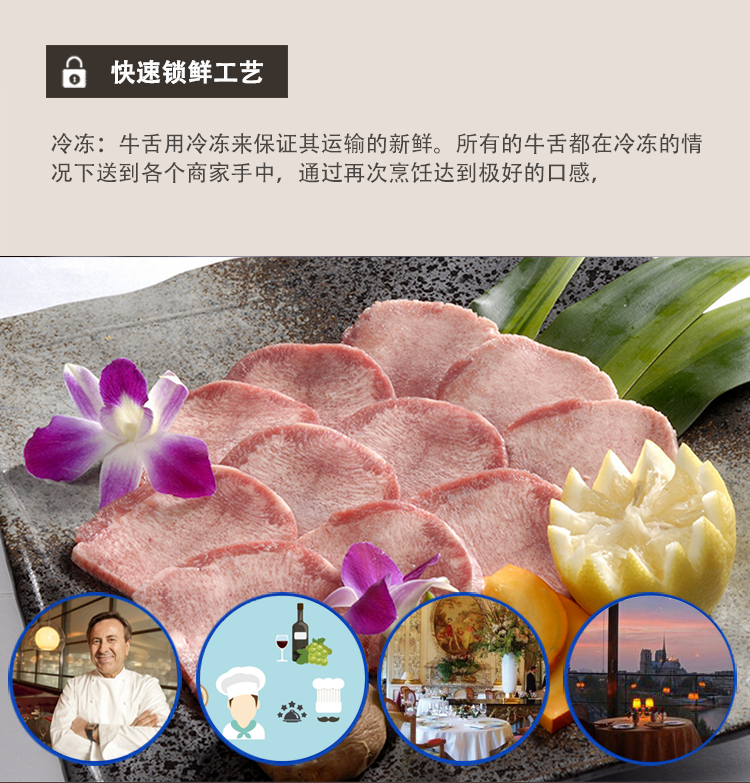 快速锁鲜工艺
冷冻：牛舌用冷冻来保证其运输的新鲜。所有的牛舌都在冷冻的情
况下送到各个商家手中，通过再次烹饪达到极好的口感，